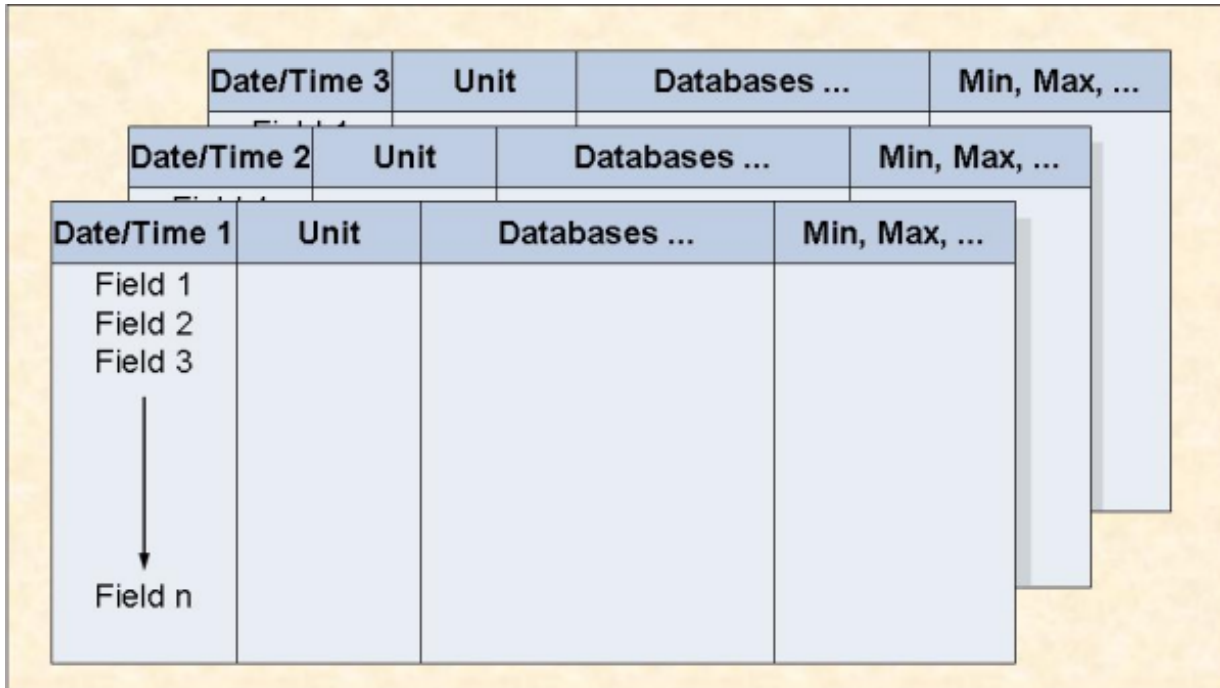 Date/Time 3 Unit Databases ... Min, Max, ...
Date/Time 2 Unit Databases ... Min, Max, ...
Date/Time 1 Unit Databases ... Min, Max, ...
Field 1
Field 2
Field 3
Field n